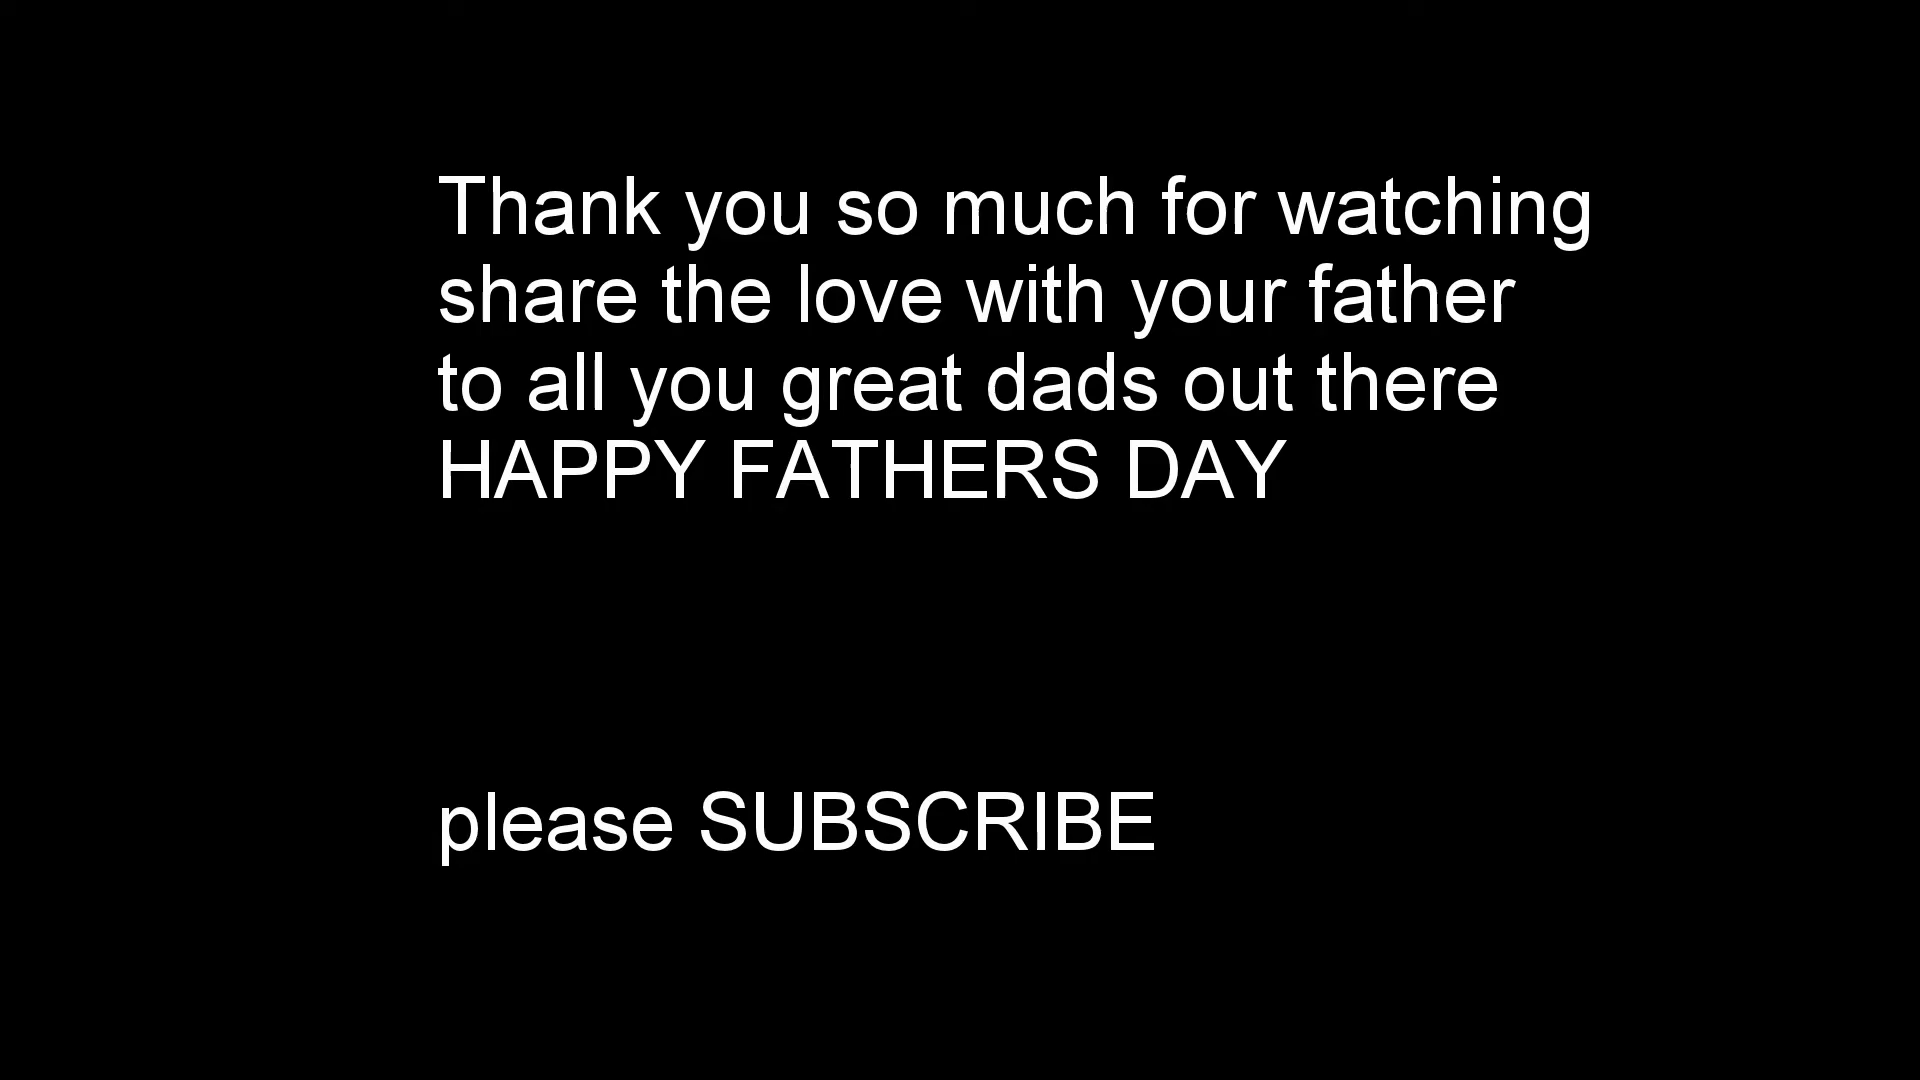 Thank you so much for watching
share the love with your father
to all you great dads out there
HAPPY FATHERS DAY
please SUBSCRIBE